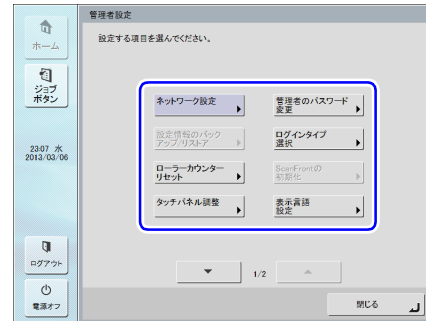 管理者設定
設定する項目を選んでください。
ホーム
ジョブ
ボタン
23:07 水
2013/03/06
ログアウト
電源オフ
ネットワーク設定
管理者のパスワード
変更
設定情報のバック
アップ/リストア
ログインタイプ
選択
ローラーカウンター
リセット
ScanFrontの
初期化
タッチパネル調整
表示言語
設定
1/2
閉じる